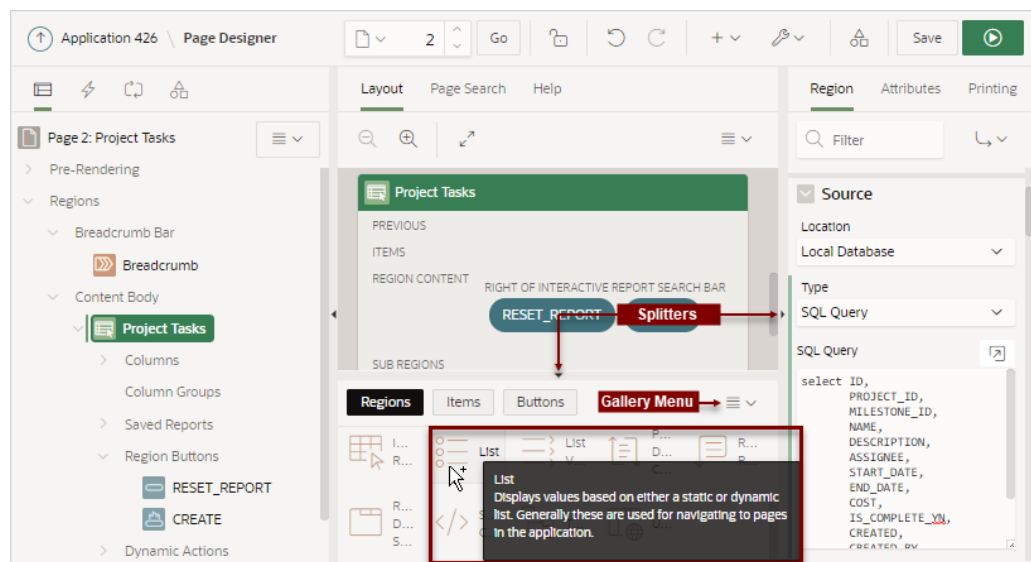 Application 426 \ Page Designer
2
Go
Save
Layout
Page Search
Help
Region
Attributes
Printing
Page 2: Project Tasks
Filter
Pre-Rendering
Regions
Breadcrumb Bar
Breadcrumb
Content Body
Project Tasks
Columns
Column Groups
Saved Reports
Region Buttons
RESET_REPORT
CREATE
Dynamic Actions
Project Tasks
PREVIOUS
ITEMS
REGION CONTENT
RIGHT OF INTERACTIVE REPORT SEARCH BAR
RESET_REPORT
Splitters
SUB REGIONS
Regions
Items
Buttons
Gallery Menu
I...
R...
List
List
V...
P...
D...
C...
R...
R...
R...
D...
S...
List
Displays values based on either a static or dynamic
list. Generally these are used for navigating to pages
in the application.
Source
Location
Local Database
Type
SQL Query
SQL Query
select ID,
PROJECT_ID,
MILESTONE_ID,
NAME,
DESCRIPTION,
ASSIGNEE,
START_DATE,
END_DATE,
COST,
IS_COMPLETE_YN,
CREATED,
CREATED_BY